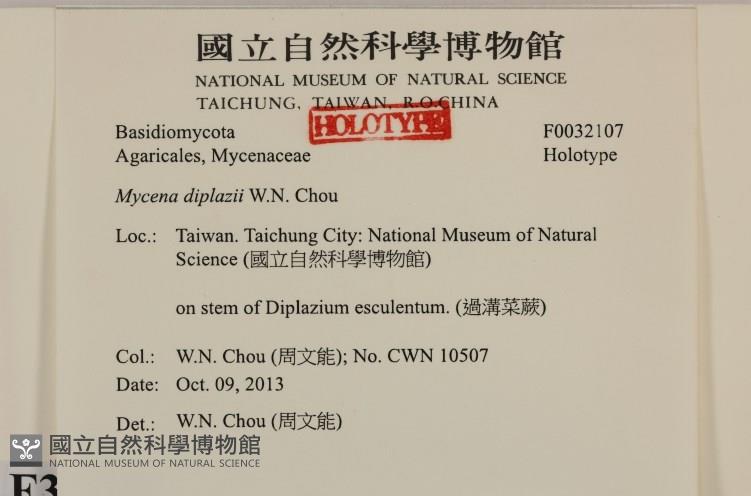 國立自然科學博物館
NATIONAL MUSEUM OF NATURAL SCIENCE
TAICHUNG, TAIWAN, R.O.CHINA
HOLOTYPE
Basidiomycota F0032107
Agaricales, Mycenaceae Holotype
Mycena diplazii W.N. Chou
Loc.: Taiwan. Taichung City: National Museum of Natural
Science (國立自然科學博物館)
on stem of Diplazium esculentum. (過溝菜蕨)
Col.: W.N. Chou (周文能); No. CWN 10507
Date: Oct. 09, 2013
Det.: W.N. Chou (周文能)
國立自然科學博物館
NATIONAL MUSEUM OF NATURAL SCIENCE